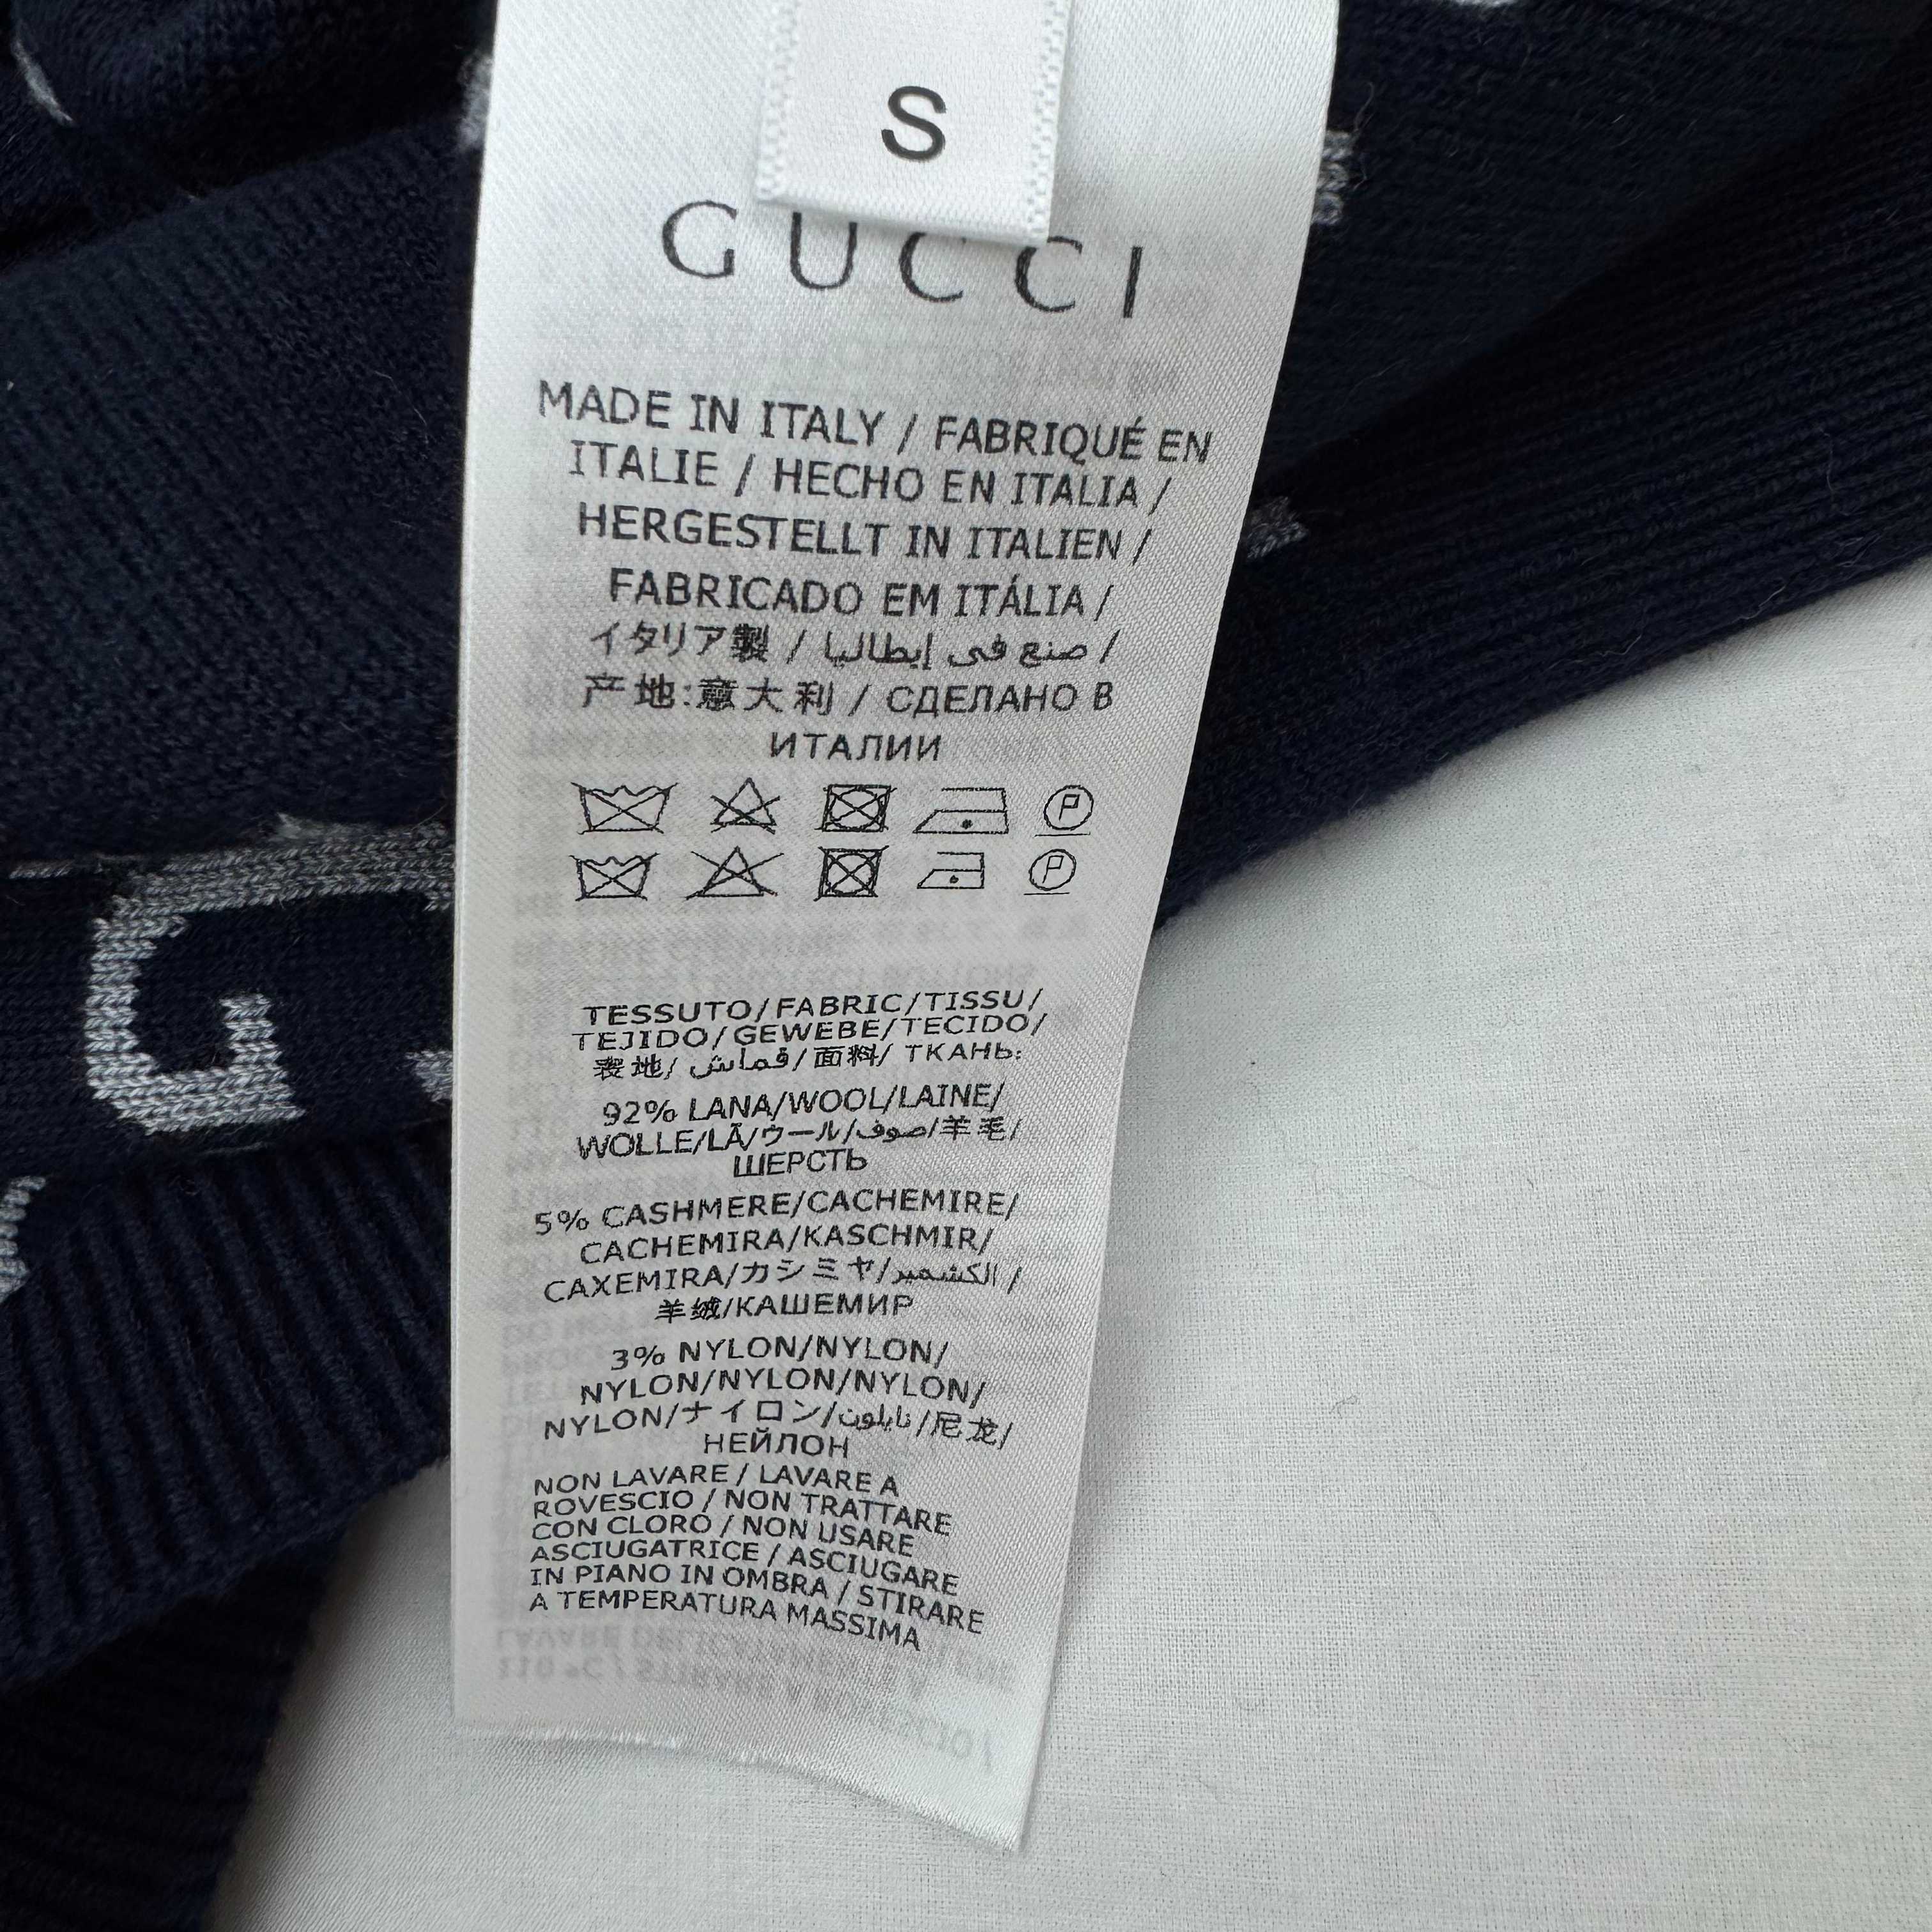 S
GUCCI
MADE IN ITALY / FABRIQUÉ EN
ITALIE / HECHO EN ITALIA /
HERGESTELLT IN ITALIEN /
FABRICADO EM ITÁLIA /
イタリア製 / صنع في إيطاليا /
产地:意大利 / СДЕЛАНО В
ИТАЛИИ
P
P
TESSUTO/FABRIC/TISSU/
TEJIDO/GEWEBE/TECIDO/
表地/ قماش/面料/ ТКАНЬ:
92% LANA/WOOL/LAINE/
WOLLE/LÃ/ウール/صوف/羊毛/
ШЕРСТЬ
5% CASHMERE/CACHEMIRE/
CACHEMIRA/KASCHMIR/
CAXEMIRA/カシミヤ/الكشمير /
羊绒/КАШЕМИР
3% NYLON/NYLON/
NYLON/NYLON/NYLON/
NYLON/ナイロン/نايلون/尼龙/
НЕЙЛОН
NON LAVARE / LAVARE A
ROVESCIO / NON TRATTARE
CON CLORO / NON USARE
ASCIUGATRICE / ASCIUGARE
IN PIANO IN OMBRA / STIRARE
A TEMPERATURA MASSIMA
G